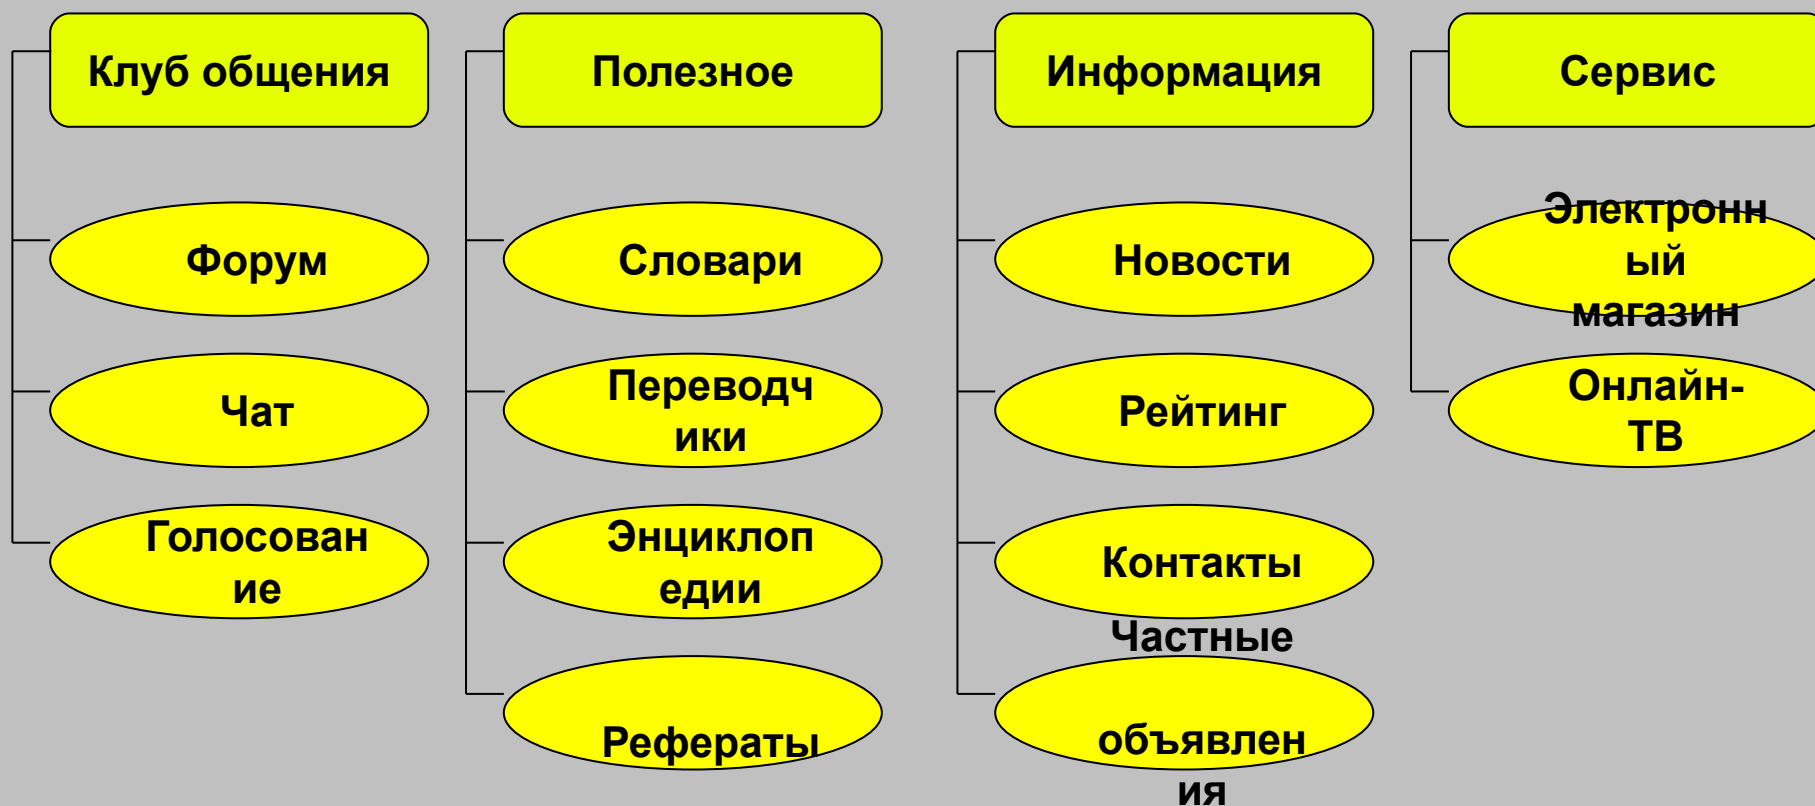 Клуб общения
Форум
Чат
Голосован
ие
Полезное
Словари
Переводч
ики
Энциклоп
едии
Рефераты
Информация
Новости
Рейтинг
Контакты
Частные
объявлен
ия
Сервис
Электронн
ый
магазин
Онлайн-
ТВ